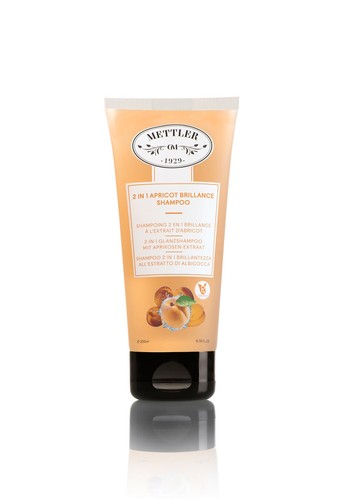 METTLER
GM
1929
2 IN 1 APRICOT BRILLANCE
SHAMPOO
SHAMPOING 2 EN 1 BRILLANCE
À L'EXTRAIT D'ABRICOT
2-IN-1 GLANZSHAMPOO
MIT APRIKOSEN-EXTRAKT
SHAMPOO 2 IN 1 BRILLANTEZZA
ALL'ESTRATTO DI ALBICOCCA